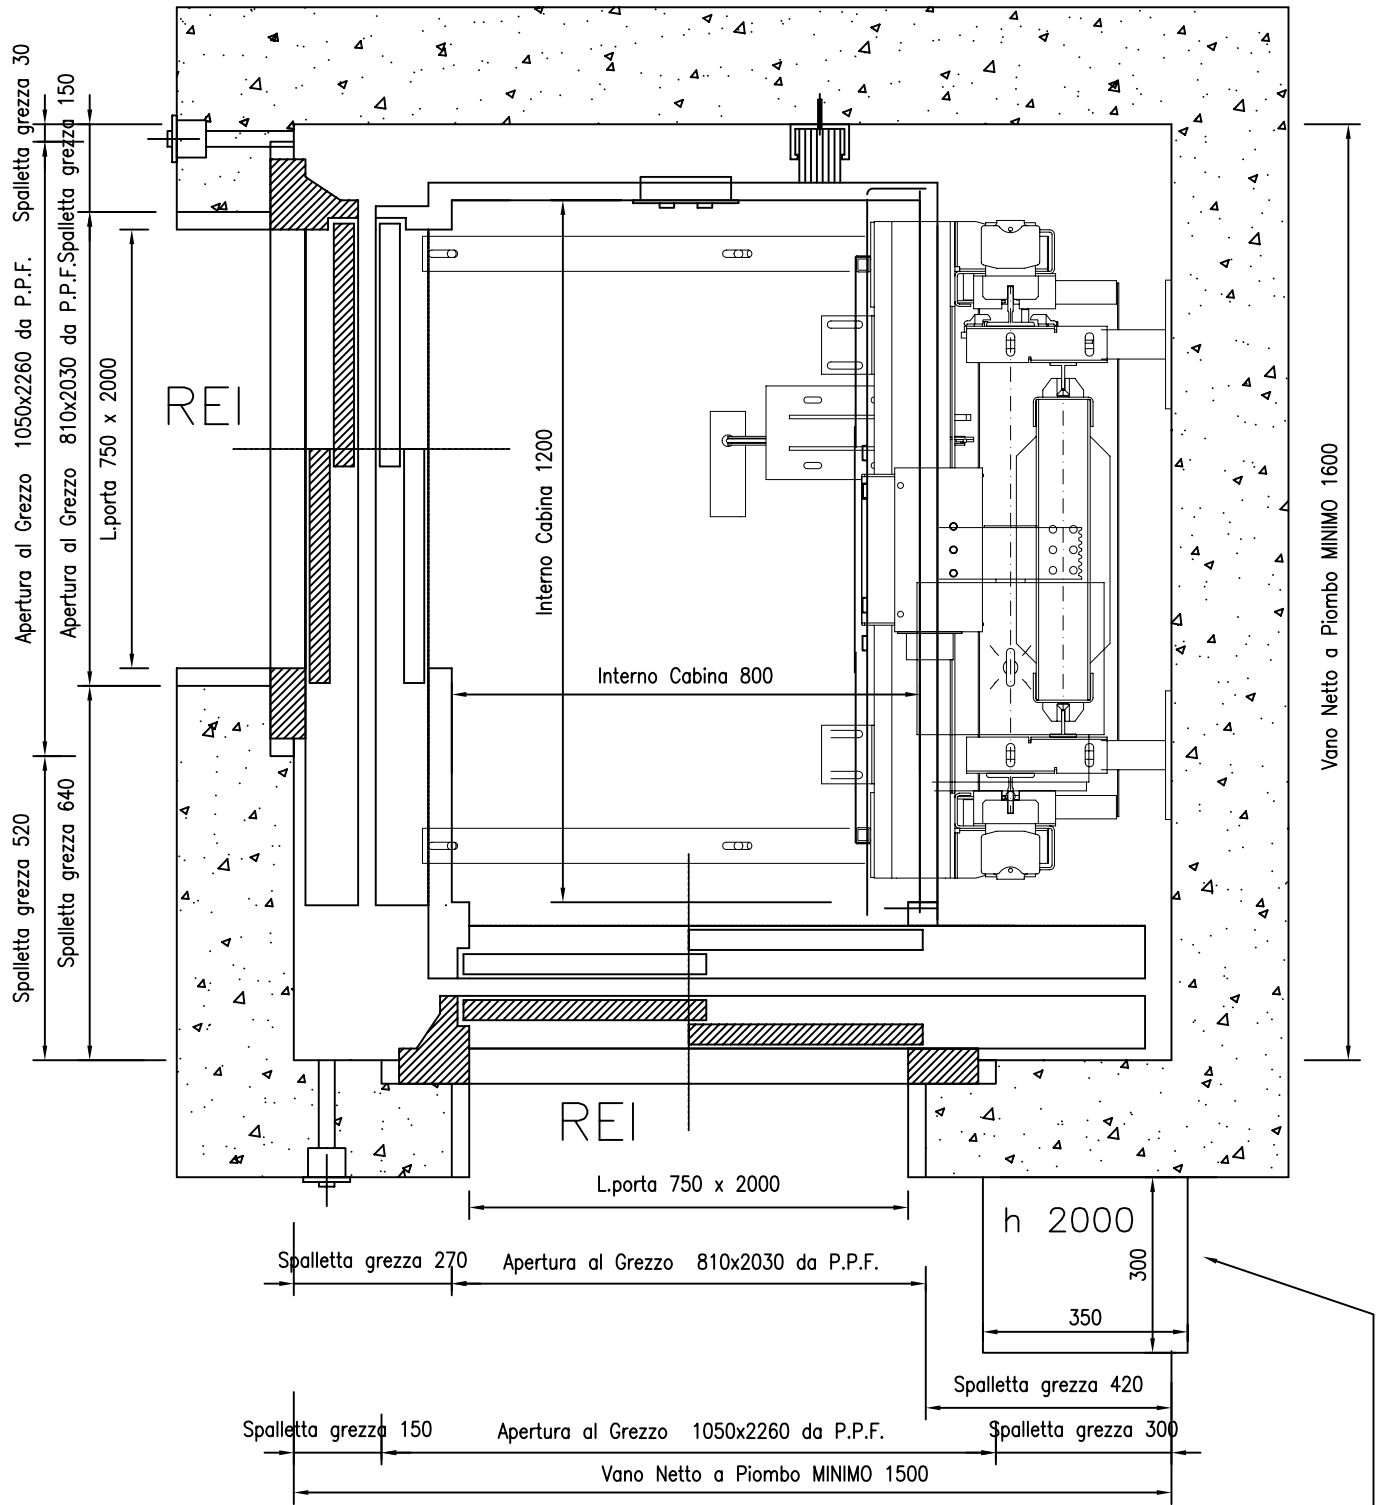 Spalletta grezza 30
Apertura al Grezzo 1050x2260 da P.P.F.
Spalletta grezza 520
Spalletta grezza 150
Apertura al Grezzo 810x2030 da P.P.F.
Spalletta grezza 640
L.porta 750 x 2000
REI
Interno Cabina 1200
Interno Cabina 800
Vano Netto a Piombo MINIMO 1600
REI
L.porta 750 x 2000
h 2000
300
350
Spalletta grezza 270
Apertura al Grezzo 810x2030 da P.P.F.
Spalletta grezza 420
Spalletta grezza 150
Apertura al Grezzo 1050x2260 da P.P.F.
Spalletta grezza 300
Vano Netto a Piombo MINIMO 1500